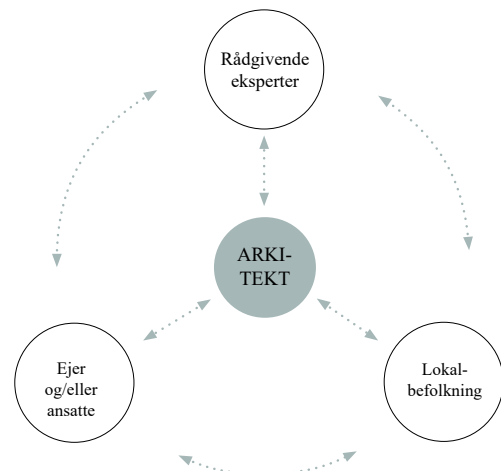 Rådgivende
eksperter
ARKI-
TEKT
Ejer
og/eller
ansatte
Lokal-
befolkning